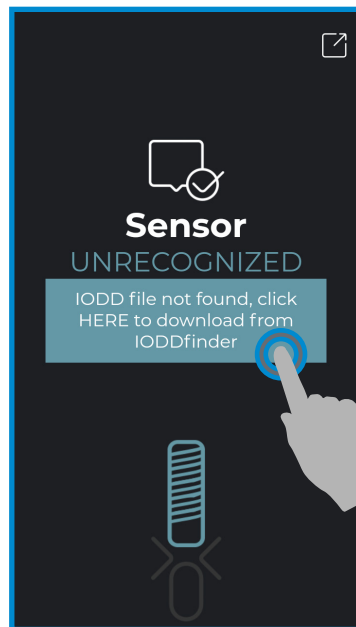 Sensor
UNRECOGNIZED
IODD file not found, click
HERE to download from
IODDfinder